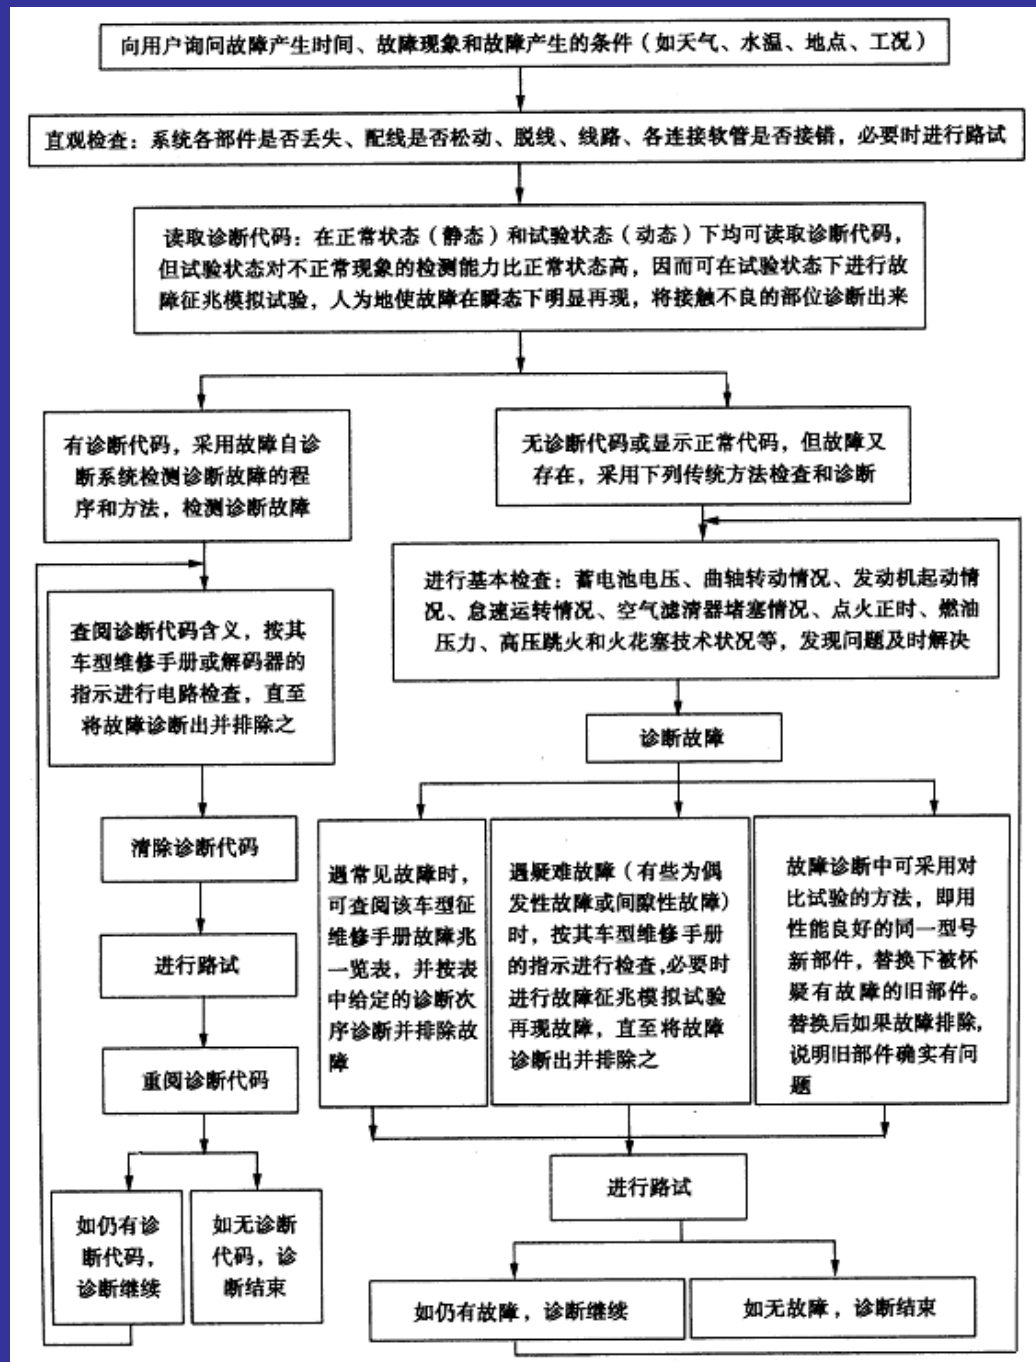 向用户询问故障产生时间、故障现象和故障产生的条件（如天气、水温、地点、工况）
直观检查：系统各部件是否丢失、配线是否松动、脱线、线路、各连接软管是否接错，必要时进行路试
读取诊断代码：在正常状态（静态）和试验状态（动态）下均可读取诊断代码，
但试验状态对不正常现象的检测能力比正常状态高，因而可在试验状态下进行故
障征兆模拟试验，人为地使故障在瞬态下明显再现，将接触不良的部位诊断出来
有诊断代码，采用故障自诊
断系统检测诊断故障的程
序和方法，检测诊断故障
无诊断代码或显示正常代码，但故障又
存在，采用下列传统方法检查和诊断
查阅诊断代码含义，按其
车型维修手册或解码器的
指示进行电路检查，直至
将故障诊断出并排除之
进行基本检查：蓄电池电压、曲轴转动情况、发动机起动情
况、怠速运转情况、空气滤清器堵塞情况、点火正时、燃油
压力、高压跳火和火花塞技术状况等，发现问题及时解决
诊断故障
清除诊断代码
进行路试
重阅诊断代码
如仍有诊
断代码，
诊断继续
如无诊断
代码，诊
断结束
遇常见故障时，
可查阅该车型征
维修手册故障兆
一览表，并按表
中给定的诊断次
序诊断并排除故
障
遇疑难故障（有些为偶
发性故障或间隙性故障）
时，按其车型维修手册
的指示进行检查，必要时
进行故障征兆模拟试验
再现故障，直至将故障
诊断出并排除之
故障诊断中可采用对
比试验的方法，即用
性能良好的同一型号
新部件，替换下被怀
疑有故障的旧部件。
替换后如果故障排除，
说明旧部件确实有问
题
进行路试
如仍有故障，诊断继续
如无故障，诊断结束